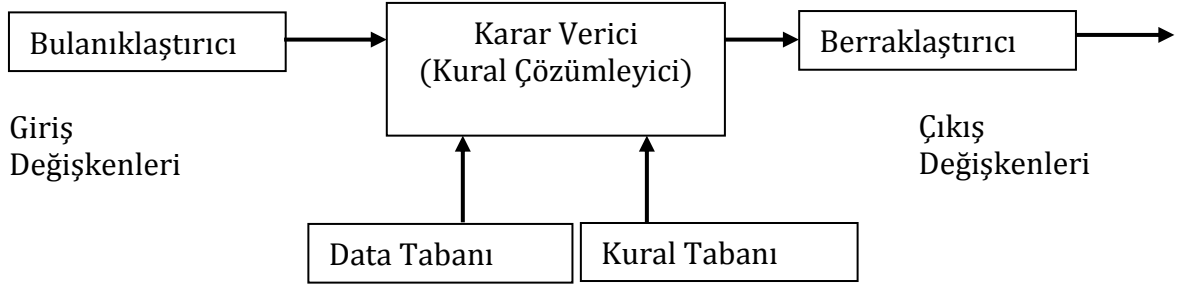 Bulanıklaştırıcı
Karar Verici
(Kural Çözümleyici)
Berraklaştırıcı
Giriş
Değişkenleri
Çıkış
Değişkenleri
Data Tabanı
Kural Tabanı